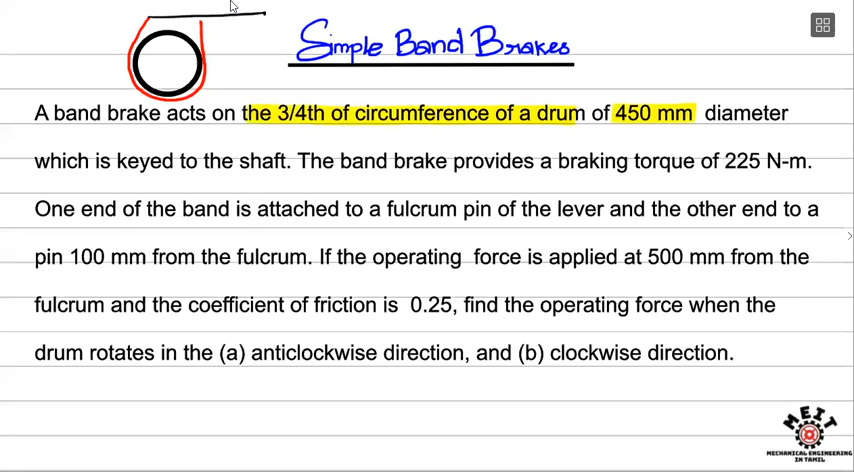 Simple Band Brakes
A band brake acts on the 3/4th of circumference of a drum of 450 mm diameter
which is keyed to the shaft. The band brake provides a braking torque of 225 N-m.
One end of the band is attached to a fulcrum pin of the lever and the other end to a
pin 100 mm from the fulcrum. If the operating force is applied at 500 mm from the
fulcrum and the coefficient of friction is 0.25, find the operating force when the
drum rotates in the (a) anticlockwise direction, and (b) clockwise direction.
MEIT
MECHANICAL ENGINEERING
IN TAMIL